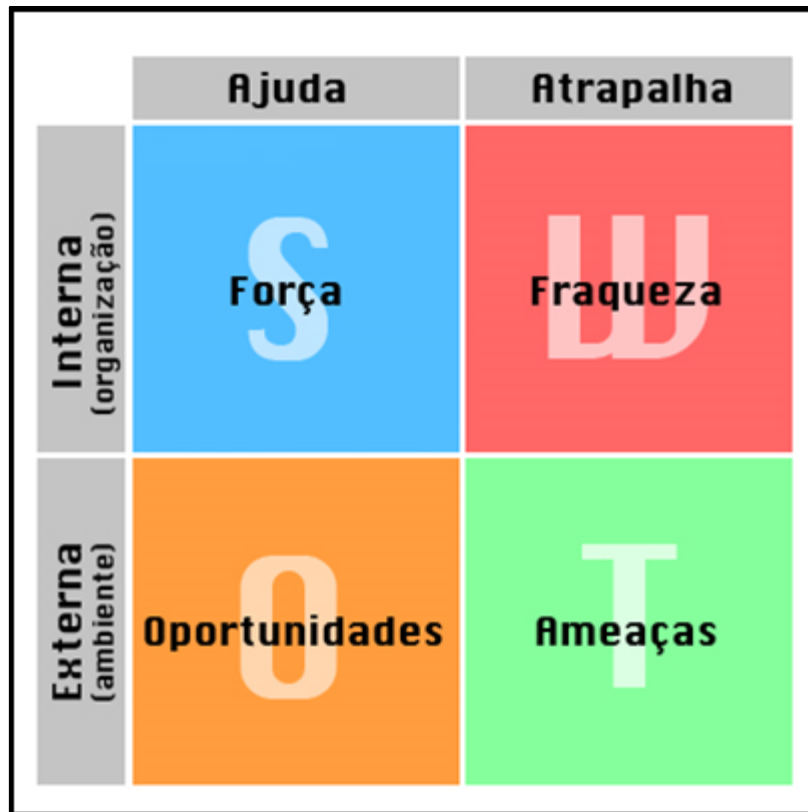 Ajuda
Atrapalha
Interna
(organização)
S
Força
W
Fraqueza
Externa
(ambiente)
O
Oportunidades
T
Ameaças